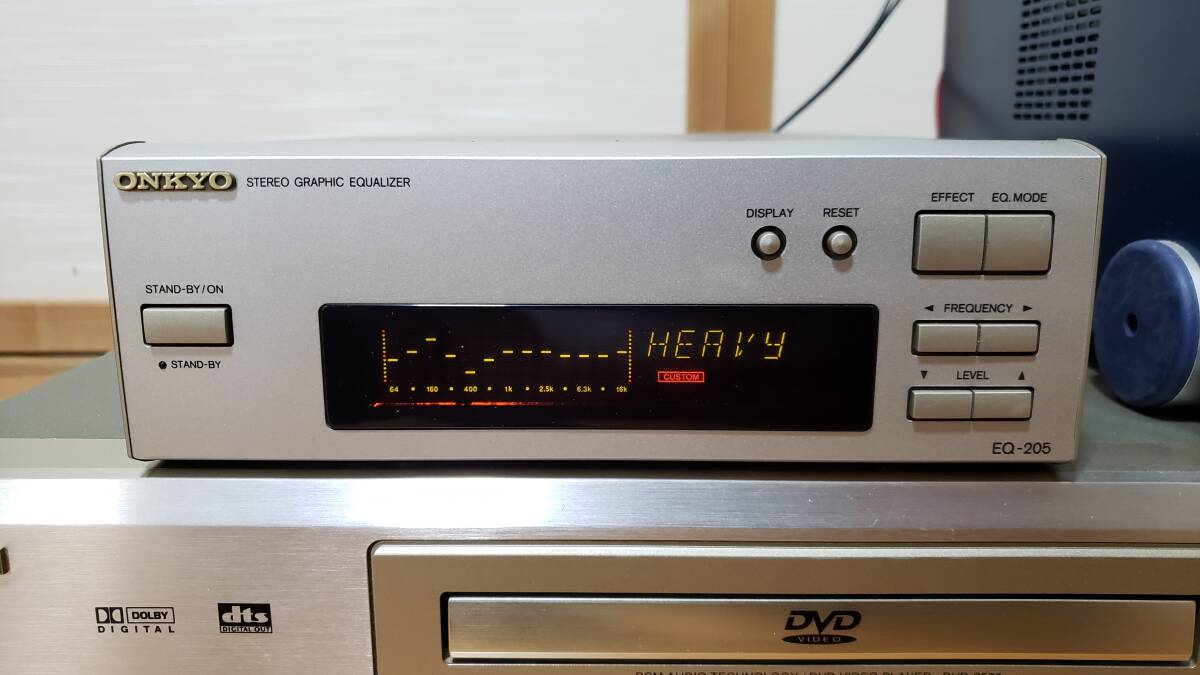 ONKYO STEREO GRAPHIC EQUALIZER
DISPLAY RESET EFFECT EQ. MODE
STAND-BY/ON
STAND-BY
HEAVY
CUSTOM
64 • 160 • 400 • 1k • 2.5k • 6.3k • 16k
◄ FREQUENCY ►
▼ LEVEL ▲
EQ-205
DOLBY
DIGITAL
dts
DIGITAL OUT
DVD
VIDEO